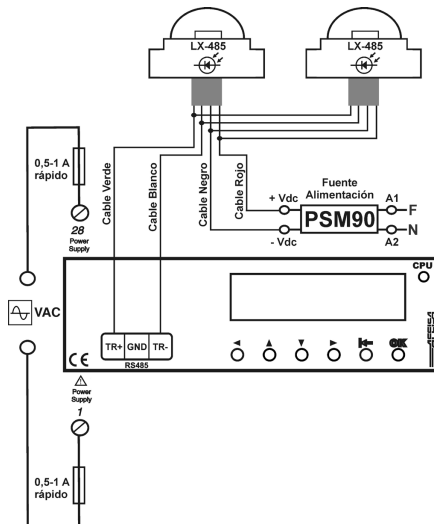 LX-485
LX-485
0,5-1 A
rápido
Cable Verde
Cable Blanco
Cable Negro
Cable Rojo
Fuente
Alimentación
+ Vdc
A1
F
PSM90
N
- Vdc
A2
28
Power
Supply
CPU
VAC
TR+ GND TR-
RS485
OK
AFEISA
CE
Power
Supply
1
0,5-1 A
rápido